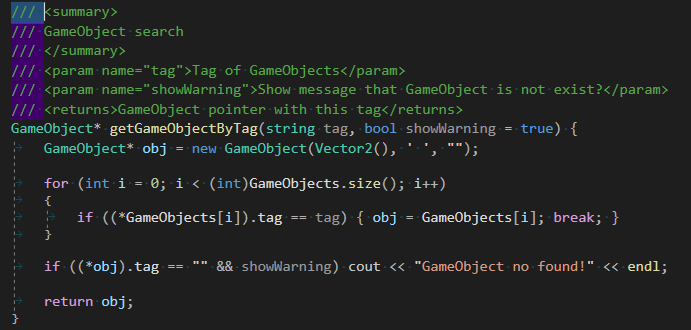 /// <summary>
/// GameObject search
/// </summary>
/// <param name="tag">Tag of GameObjects</param>
/// <param name="showWarning">Show message that GameObject is not exist?</param>
/// <returns>GameObject pointer with this tag</returns>
GameObject* getGameObjectByTag(string tag, bool showWarning = true) {
    GameObject* obj = new GameObject(Vector2(), ' ', "");

    for (int i = 0; i < (int)GameObjects.size(); i++)
    {
        if ((*GameObjects[i]).tag == tag) { obj = GameObjects[i]; break; }
    }

    if ((*obj).tag == "" && showWarning) cout << "GameObject no found!" << endl;

    return obj;
}